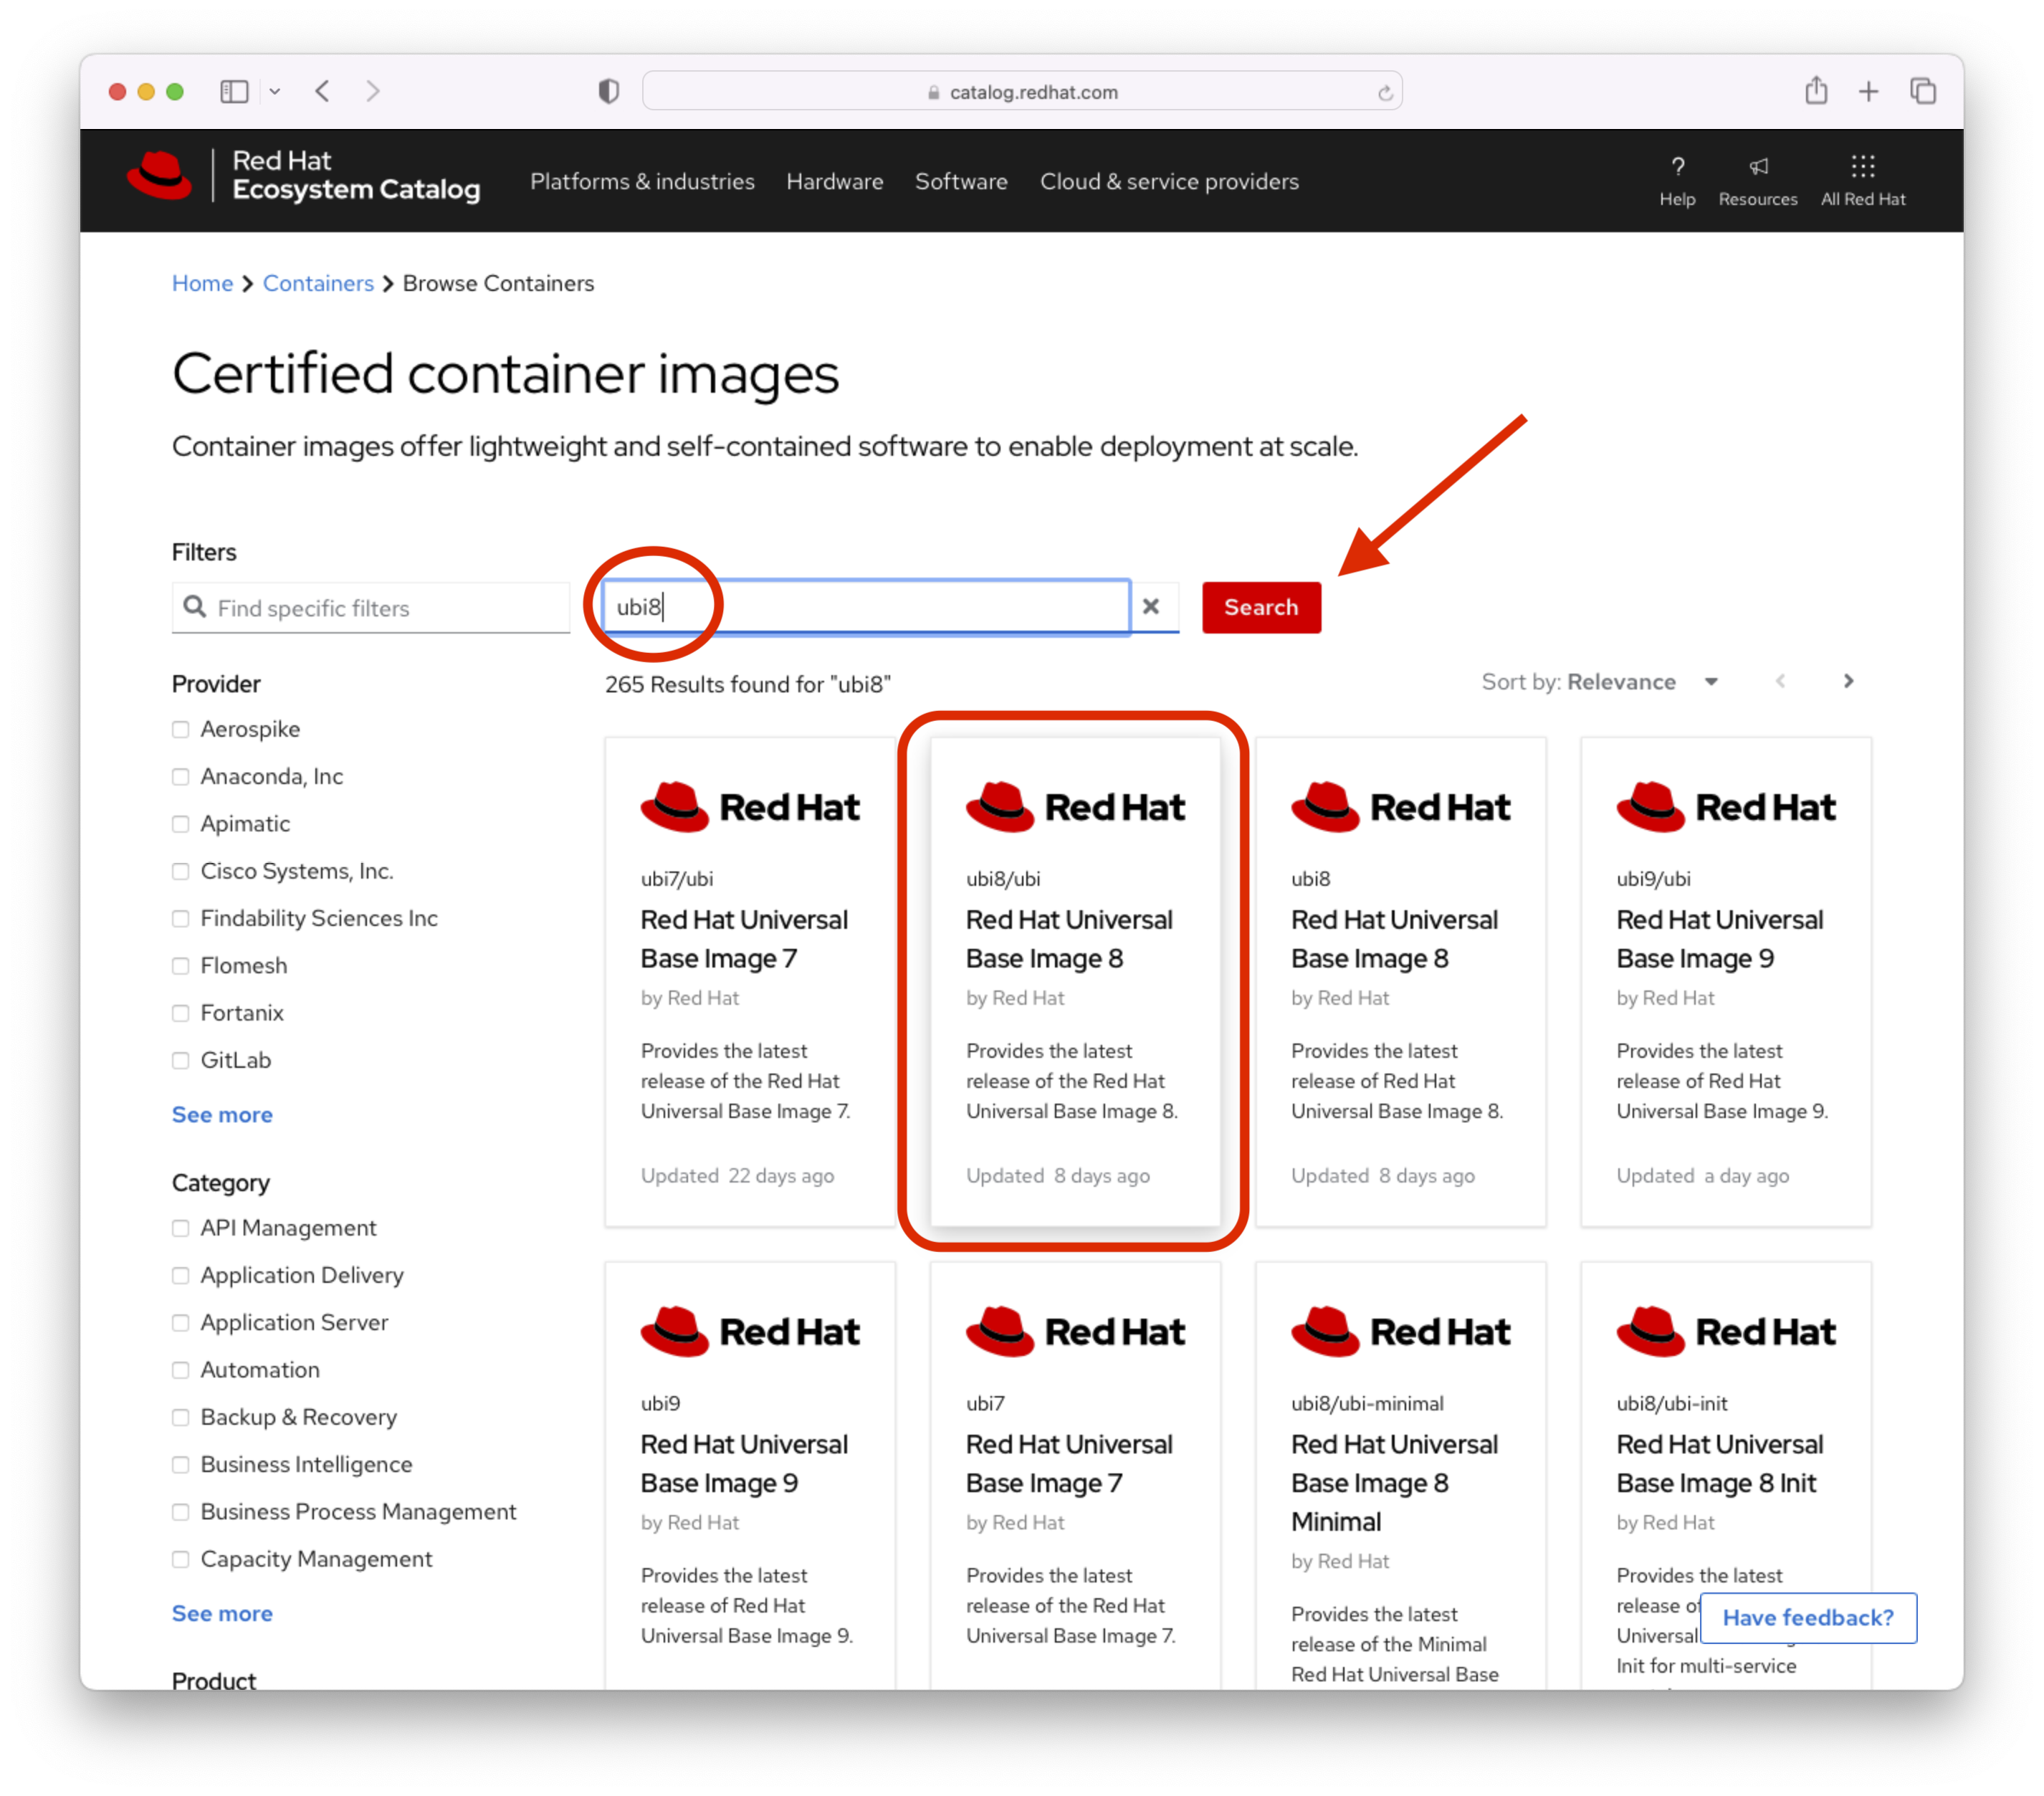 catalog.redhat.com
Red Hat
Ecosystem Catalog
Platforms & industries
Hardware
Software
Cloud & service providers
?
Help
Resources
All Red Hat
Home
Containers
Browse Containers
Certified container images
Container images offer lightweight and self-contained software to enable deployment at scale.
Filters
Find specific filters
ubi8
Search
265 Results found for "ubi8"
Sort by: Relevance
Provider
Aerospike
Anaconda, Inc
Apimatic
Cisco Systems, Inc.
Findability Sciences Inc
Flomesh
Fortanix
GitLab
See more
Category
API Management
Application Delivery
Application Server
Automation
Backup & Recovery
Business Intelligence
Business Process Management
Capacity Management
See more
Product
Red Hat
ubi7/ubi
Red Hat Universal
Base Image 7
by Red Hat
Provides the latest
release of the Red Hat
Universal Base Image 7.
Updated 22 days ago
Red Hat
ubi8/ubi
Red Hat Universal
Base Image 8
by Red Hat
Provides the latest
release of the Red Hat
Universal Base Image 8.
Updated 8 days ago
Red Hat
ubi8
Red Hat Universal
Base Image 8
by Red Hat
Provides the latest
release of Red Hat
Universal Base Image 8.
Updated 8 days ago
Red Hat
ubi9/ubi
Red Hat Universal
Base Image 9
by Red Hat
Provides the latest
release of Red Hat
Universal Base Image 9.
Updated a day ago
Red Hat
ubi9
Red Hat Universal
Base Image 9
by Red Hat
Provides the latest
release of Red Hat
Universal Base Image 9.
Red Hat
ubi7
Red Hat Universal
Base Image 7
by Red Hat
Provides the latest
release of the Red Hat
Universal Base Image 7.
Red Hat
ubi8/ubi-minimal
Red Hat Universal
Base Image 8
Minimal
by Red Hat
Provides the latest
release of the Minimal
Red Hat Universal Base
Red Hat
ubi8/ubi-init
Red Hat Universal
Base Image 8 Init
by Red Hat
Provides the latest
release
Universal
Init for multi-service
Have feedback?